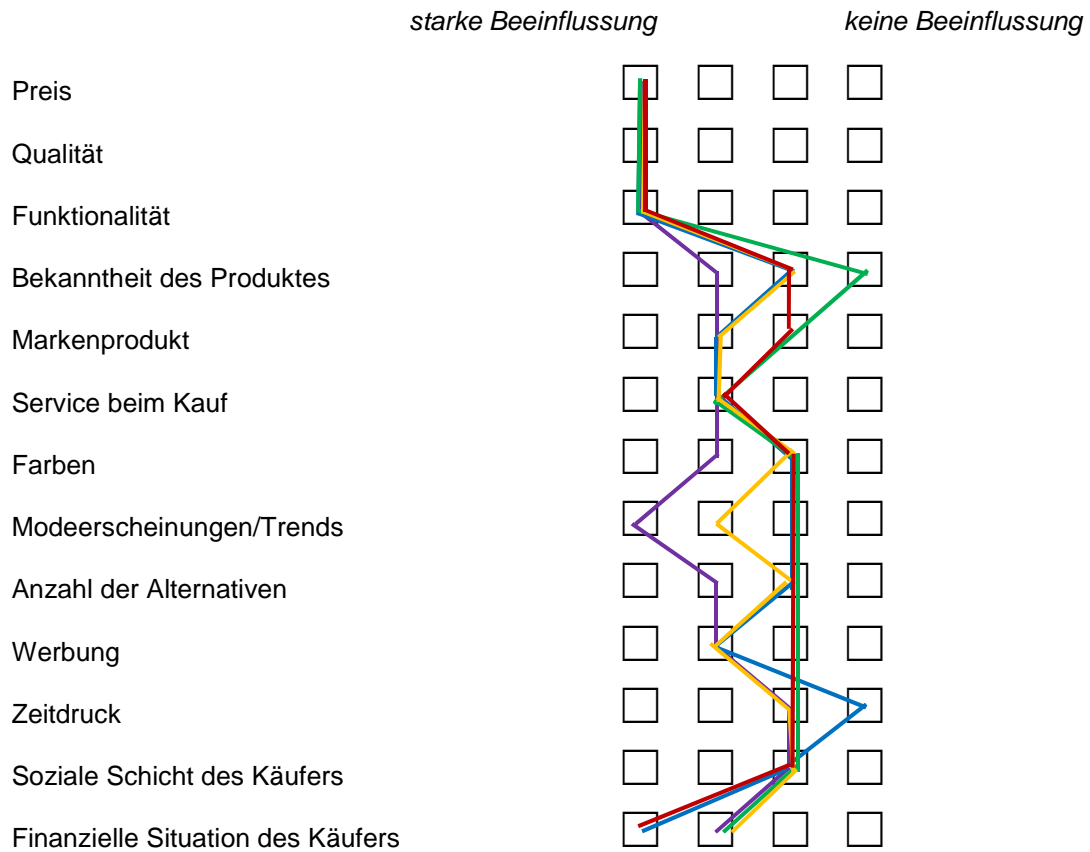 starke Beeinflussung keine Beeinflussung
Preis
Qualität
Funktionalität
Bekanntheit des Produktes
Markenprodukt
Service beim Kauf
Farben
Modeerscheinungen/Trends
Anzahl der Alternativen
Werbung
Zeitdruck
Soziale Schicht des Käufers
Finanzielle Situation des Käufers